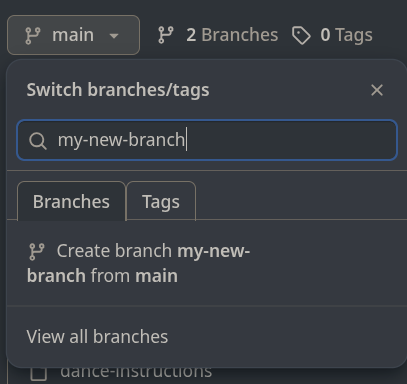 main 2 Branches 0 Tags
Switch branches/tags
my-new-branch
Branches Tags
Create branch my-new-
branch from main
View all branches
dance-instructions